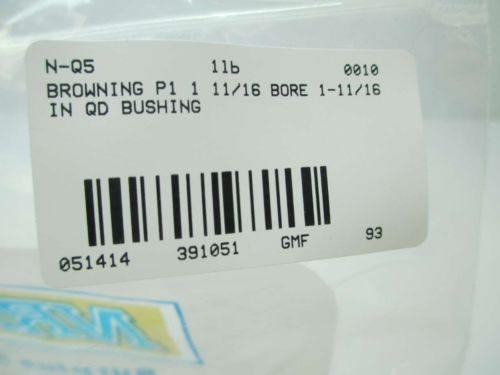 N-Q5 1lb 0010
BROWNING P1 1 11/16 BORE 1-11/16
IN QD BUSHING
051414 391051 GMF 93